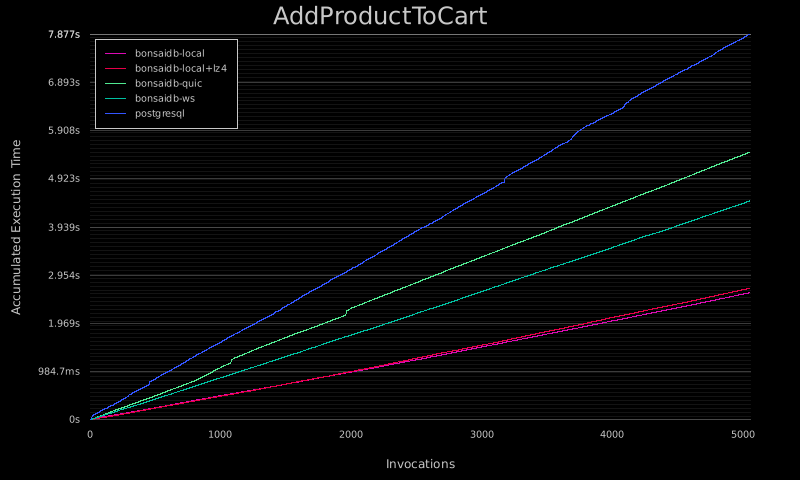 AddProductToCart
7.877s
6.893s
5.908s
4.923s
3.939s
2.954s
1.969s
984.7ms
0s
Accumulated Execution Time
bonsaidb-local
bonsaidb-local+lz4
bonsaidb-quic
bonsaidb-ws
postgresql
0 1000 2000 3000 4000 5000
Invocations